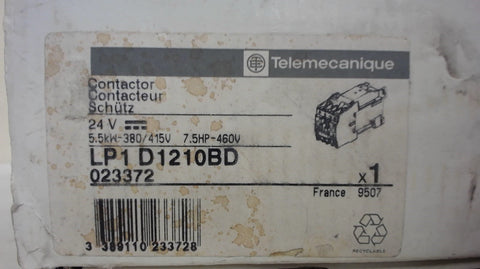 Telemecanique
Contactor
Contacteur
Schütz
24 V
5.5kW-380/415V 7.5HP-460V
LP1 D1210BD
023372
x1
France 9507
3 389110 233728
RECYCLABLE